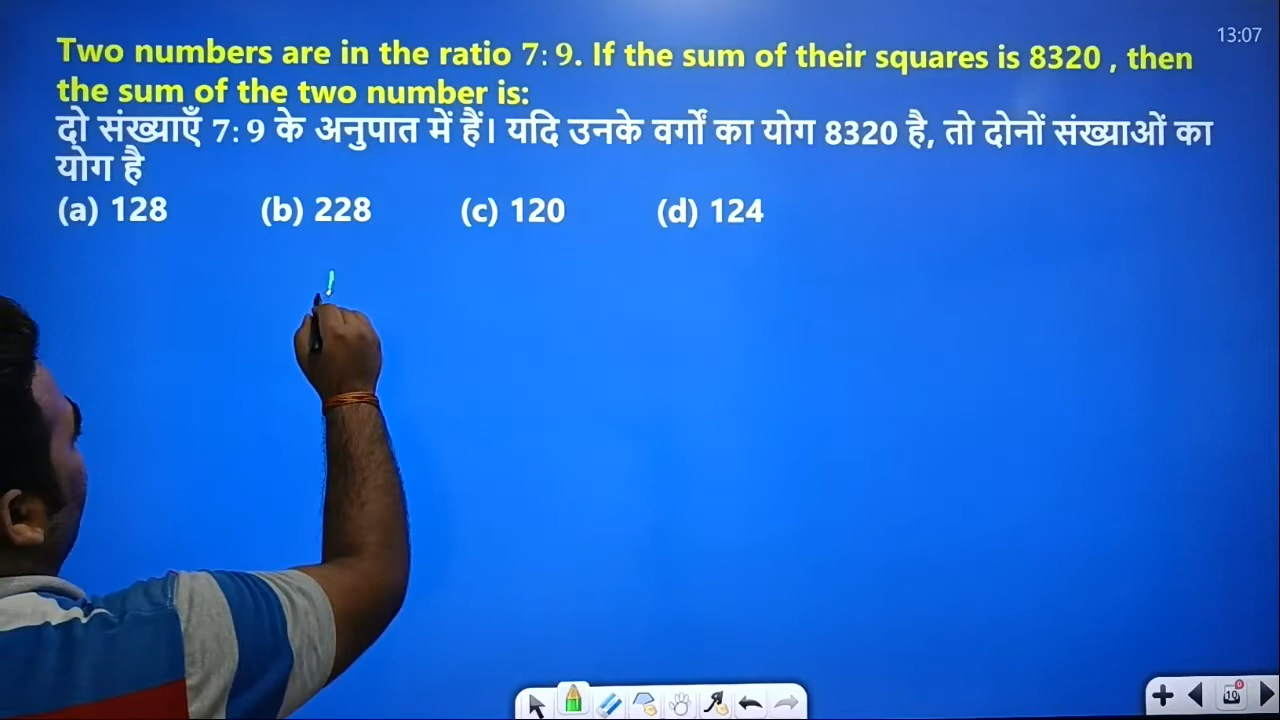 13:07
Two numbers are in the ratio 7: 9. If the sum of their squares is 8320 , then
the sum of the two number is:
दो संख्याएँ 7: 9 के अनुपात में हैं। यदि उनके वर्गों का योग 8320 है, तो दोनों संख्याओं का
योग है
(a) 128 (b) 228 (c) 120 (d) 124
10